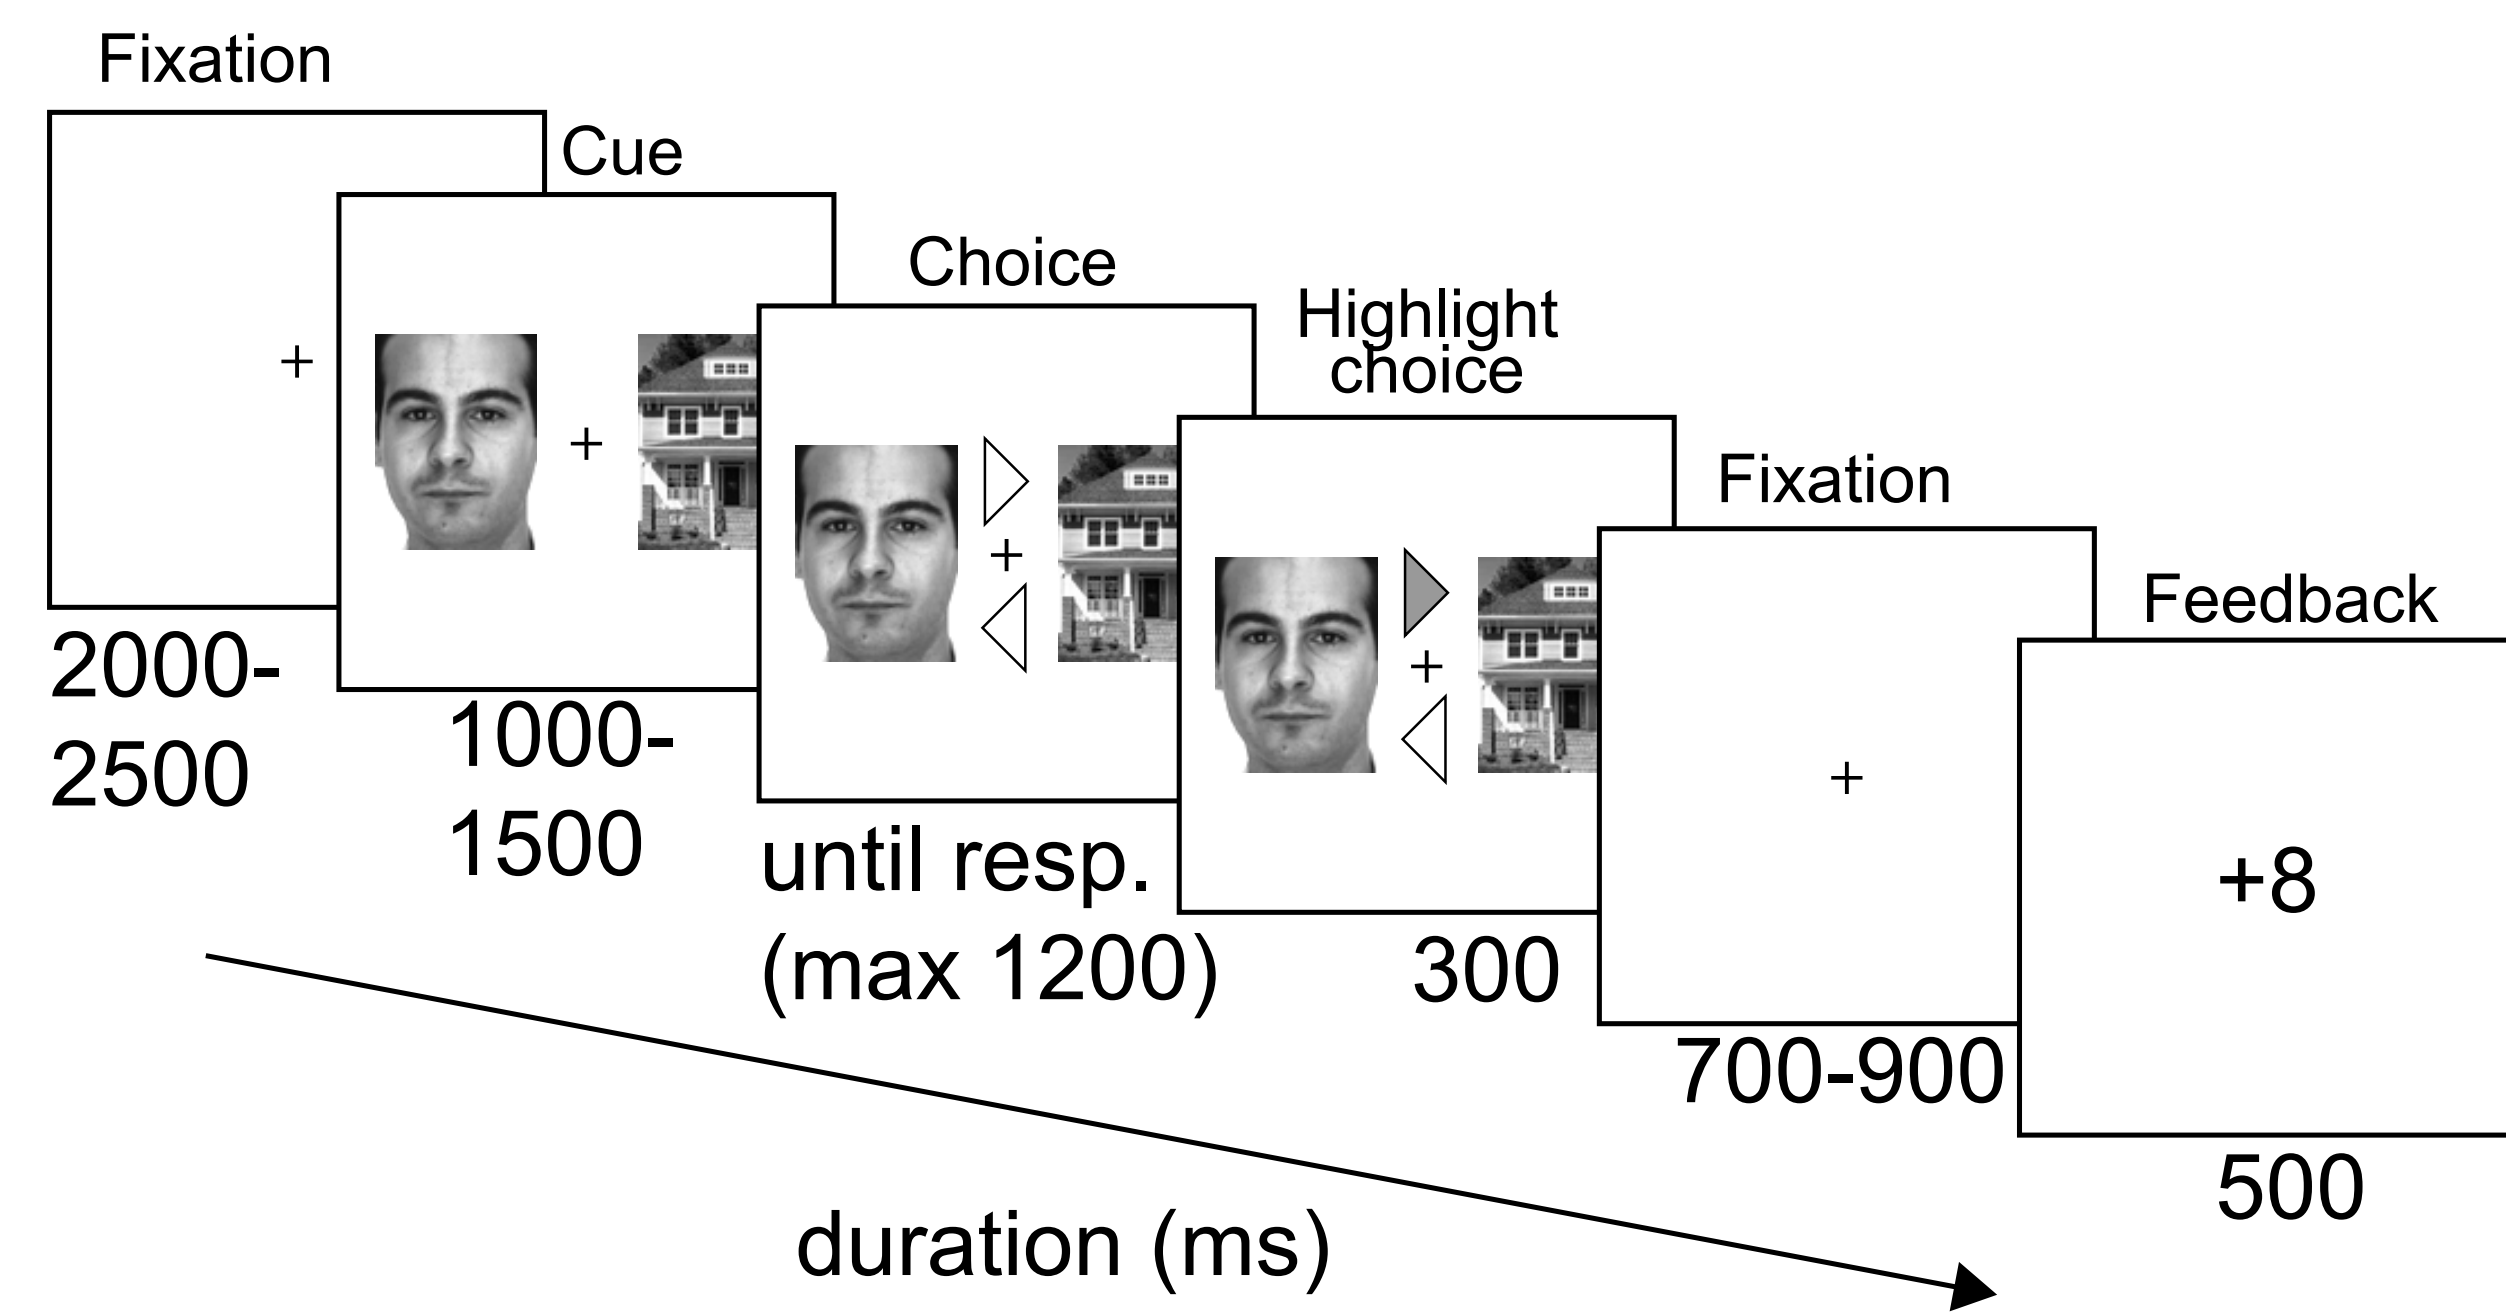 Fixation
Cue
Choice
Highlight
choice
Fixation
Feedback
+
+
+
+
+
+8
2000-
2500
1000-
1500
until resp.
(max 1200)
300
700-900
500
duration (ms)